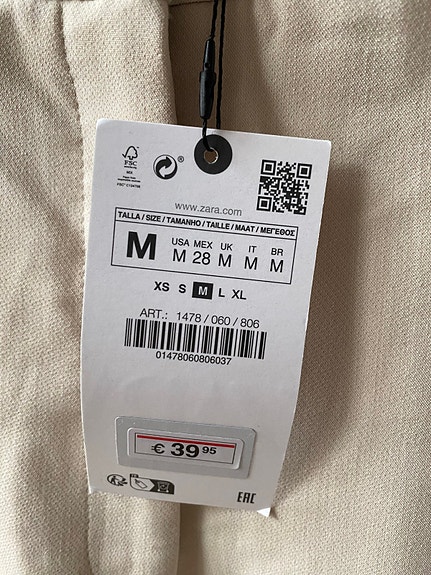 FSC
MIX
www.zara.com
TALLA / SIZE / TAMANHO / TAILLE / MAAT / ΜΕΓΕΘΟΣ
M
USA MEX UK IT BR
M 28 M M M
XS S M L XL
ART.: 1478 / 060 / 806
01478060806037
€ 39 95
EAC